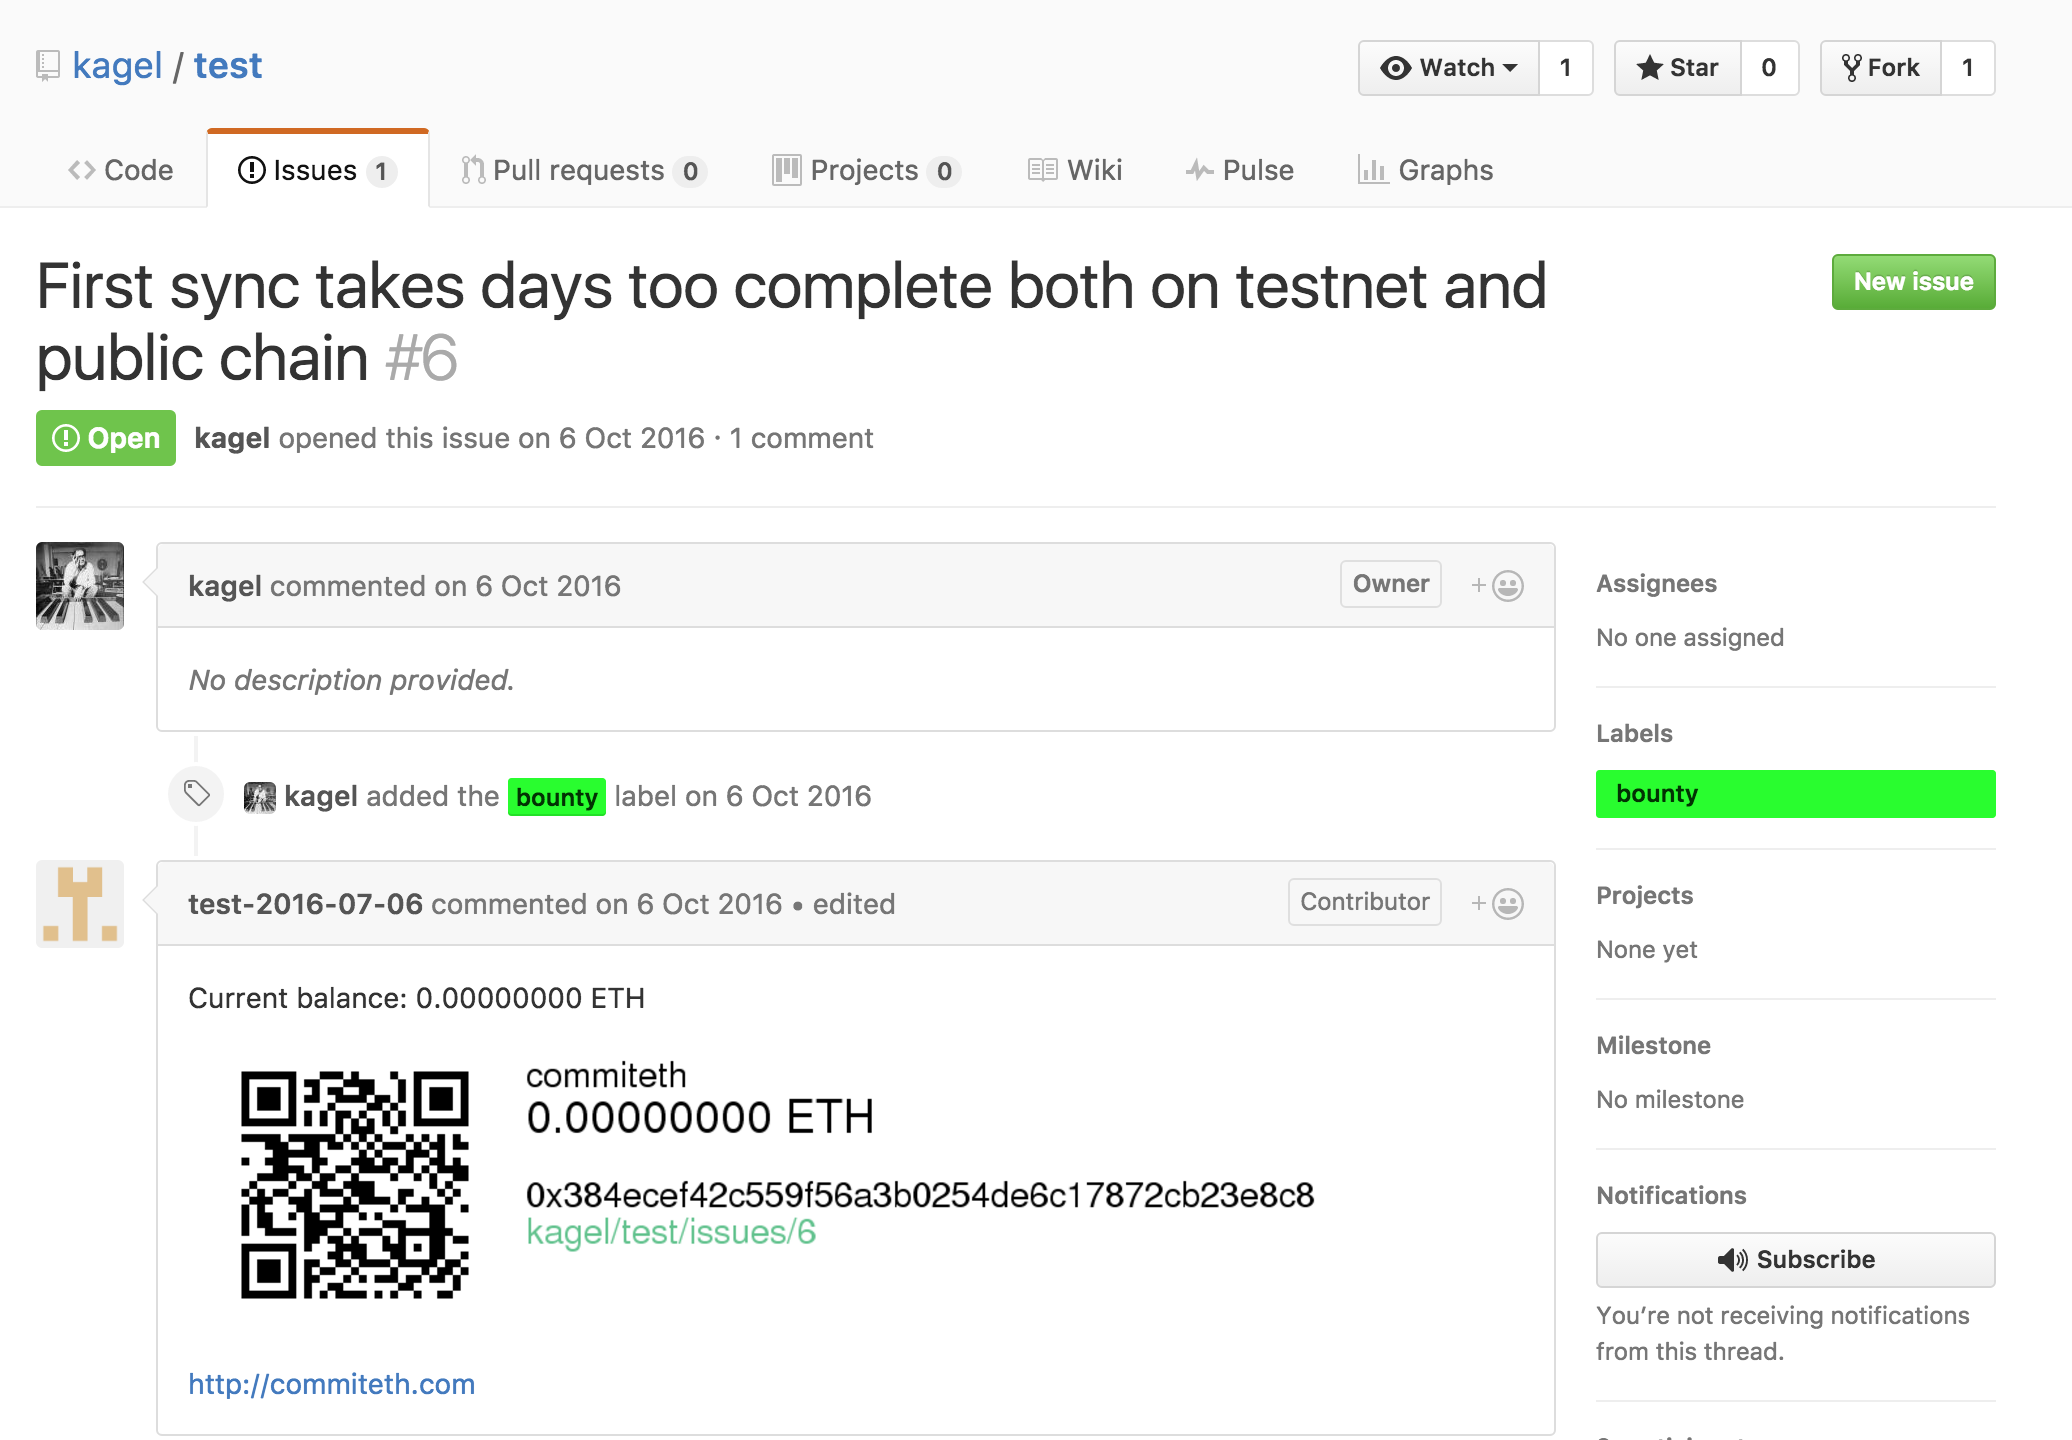 kagel / test
Watch 1
Star 0
Fork 1
Code
Issues 1
Pull requests 0
Projects 0
Wiki
Pulse
Graphs
First sync takes days too complete both on testnet and
public chain #6
New issue
Open kagel opened this issue on 6 Oct 2016 · 1 comment
kagel commented on 6 Oct 2016
Owner
No description provided.
kagel added the bounty label on 6 Oct 2016
test-2016-07-06 commented on 6 Oct 2016 • edited
Contributor
Current balance: 0.00000000 ETH
commiteth
0.00000000 ETH
0x384ecef42c559f56a3b0254de6c17872cb23e8c8
kagel/test/issues/6
http://commiteth.com
Assignees
No one assigned
Labels
bounty
Projects
None yet
Milestone
No milestone
Notifications
Subscribe
You’re not receiving notifications
from this thread.